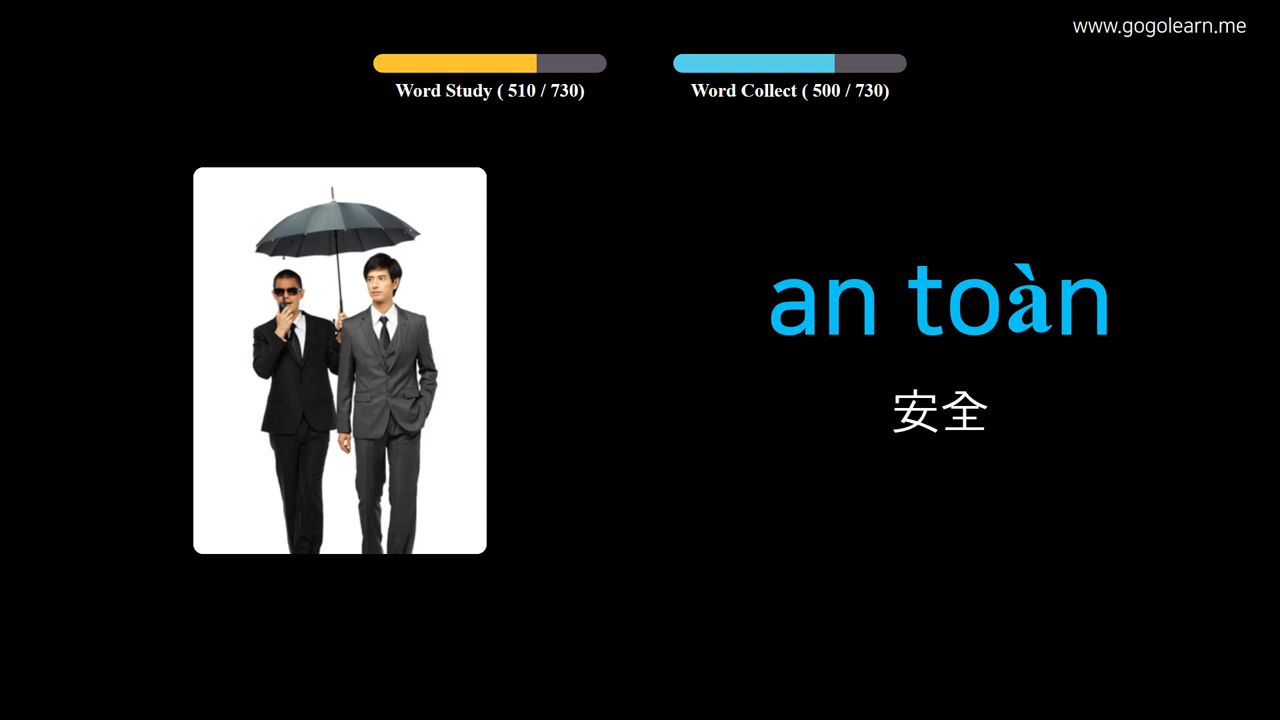 www.gogolearn.me
Word Study ( 510 / 730)
Word Collect ( 500 / 730)
an toàn
安全